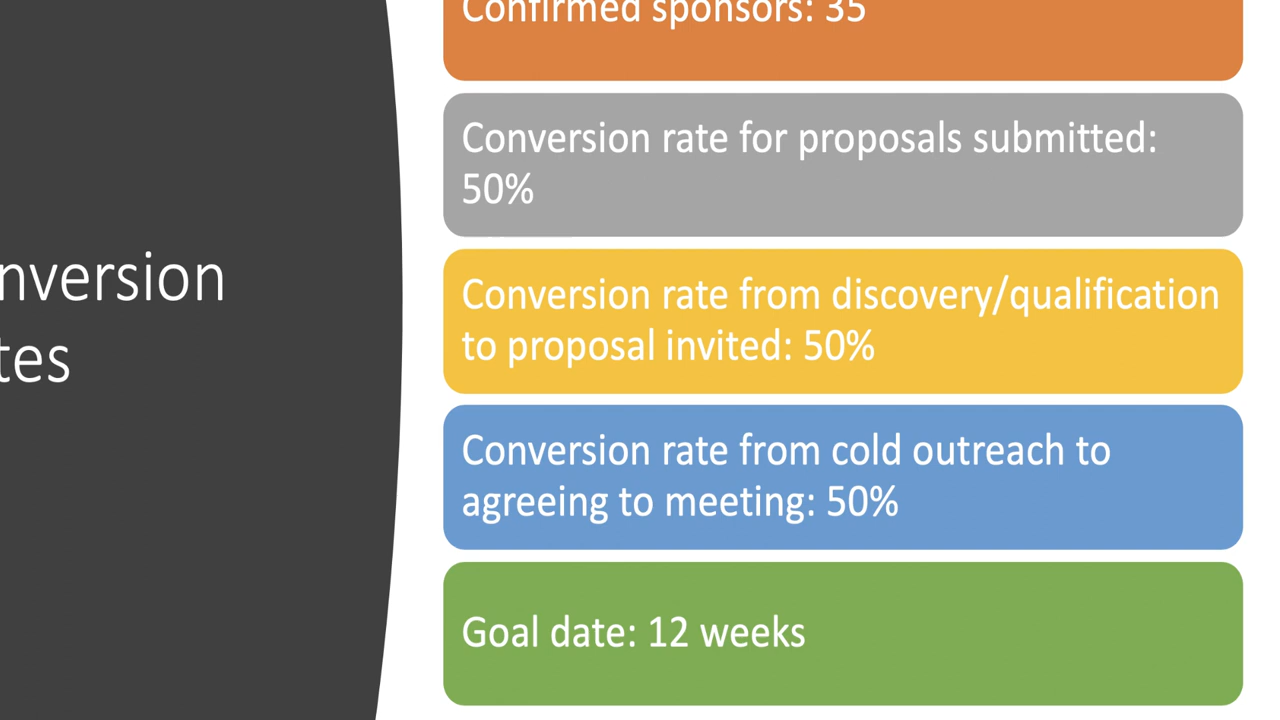 Confirmed sponsors: 35
Conversion rate for proposals submitted:
50%
nversion
tes
Conversion rate from discovery/qualification
to proposal invited: 50%
Conversion rate from cold outreach to
agreeing to meeting: 50%
Goal date: 12 weeks